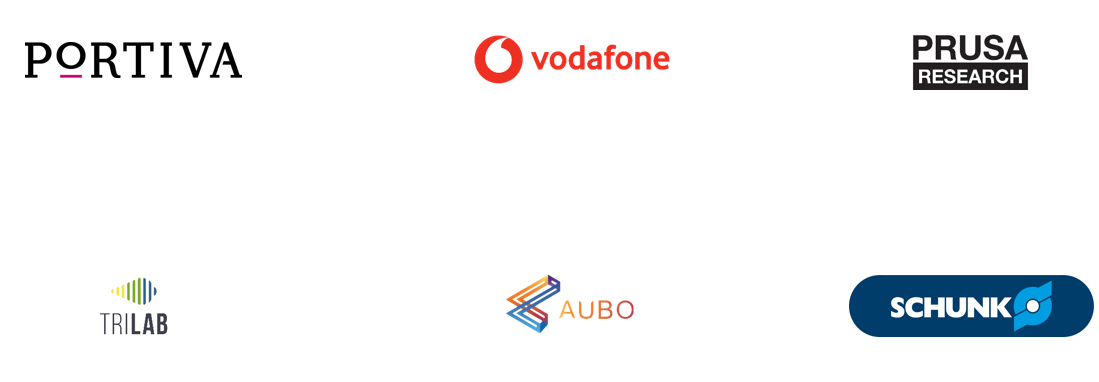 PORTIVA
vodafone
PRUSA
RESEARCH
TRILAB
AUBO
SCHUNK